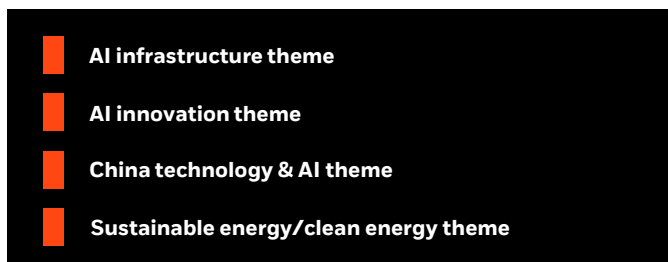 AI infrastructure theme
AI innovation theme
China technology & AI theme
Sustainable energy/clean energy theme